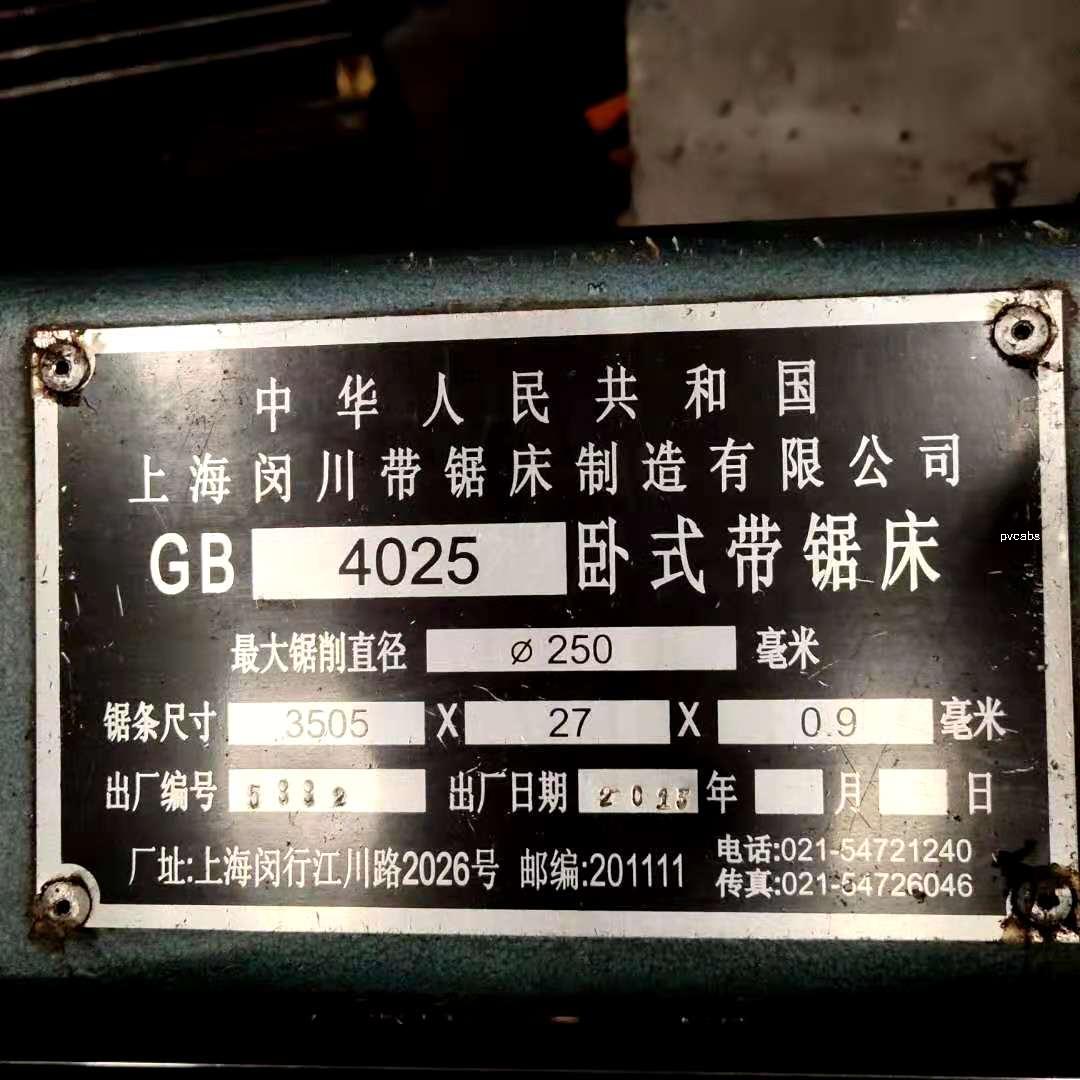 中华人民共和国
上海闵川带锯床制造有限公司
GB 4025 卧式带锯床
pvcabs
最大锯削直径 ⌀ 250 毫米
锯条尺寸 3505 X 27 X 0.9 毫米
出厂编号 5882 出厂日期 2015 年 月 日
厂址:上海闵行江川路2026号 邮编:201111
电话:021-54721240
传真:021-54726046